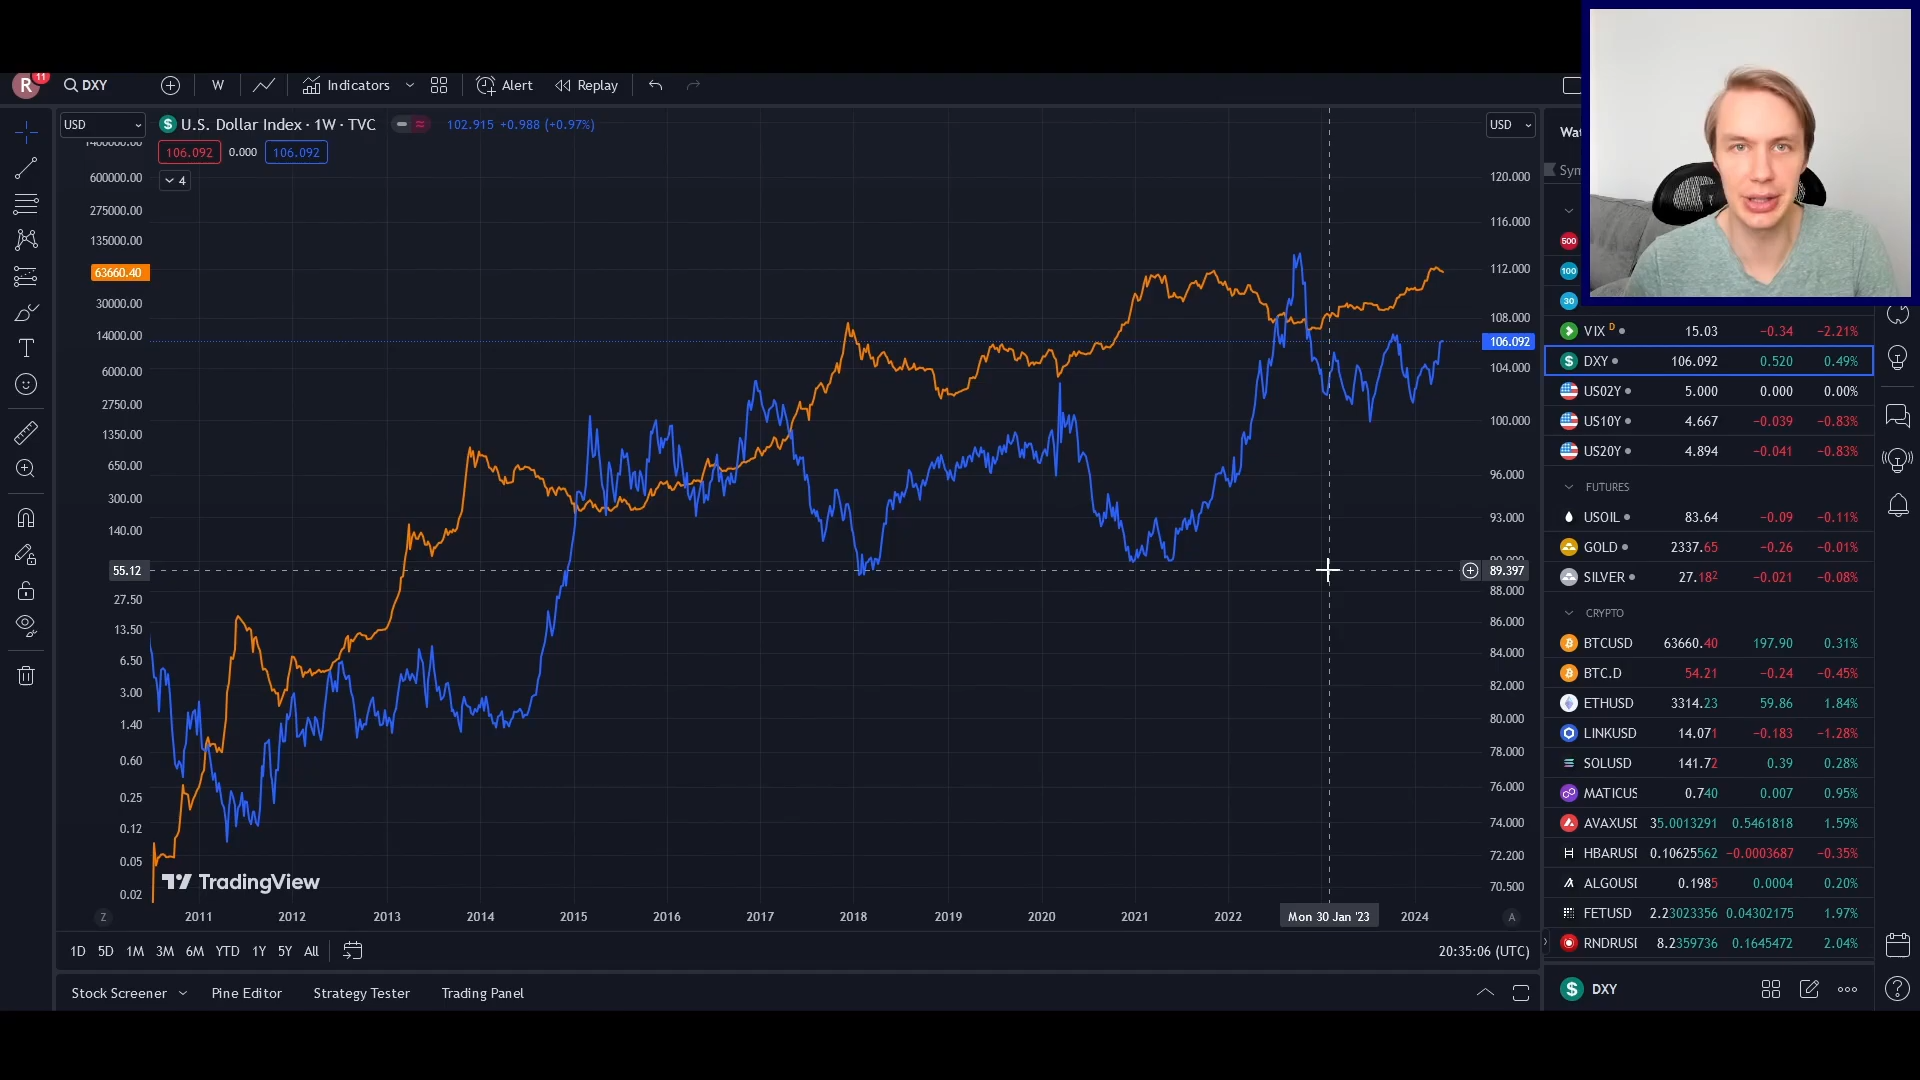 R 11 DXY W Indicators Alert Replay
USD U.S. Dollar Index · 1W · TVC 102.915 +0.988 (+0.97%) USD
106.092 0.000 106.092
4
600000.00
275000.00
135000.00
63660.40
30000.00
14000.00
6000.00
2750.00
1350.00
650.00
300.00
140.00
55.12
27.50
13.50
6.50
3.00
1.40
0.60
0.25
0.12
0.05
0.02
120.000
116.000
112.000
108.000
106.092
104.000
100.000
96.000
93.000
89.397
88.000
86.000
84.000
82.000
80.000
78.000
76.000
74.000
72.200
70.500
TradingView
Z 2011 2012 2013 2014 2015 2016 2017 2018 2019 2020 2021 2022 Mon 30 Jan '23 2024 A
1D 5D 1M 3M 6M YTD 1Y 5Y All 20:35:06 (UTC)
Stock Screener Pine Editor Strategy Tester Trading Panel
Wat
Sym
500
100
30
VIX D 15.03 −0.34 −2.21%
$ DXY 106.092 0.520 0.49%
US02Y 5.000 0.000 0.00%
US10Y 4.667 −0.039 −0.83%
US20Y 4.894 −0.041 −0.83%
FUTURES
USOIL 83.64 −0.09 −0.11%
GOLD 2337.65 −0.26 −0.01%
SILVER 27.182 −0.021 −0.08%
CRYPTO
BTCUSD 63660.40 197.90 0.31%
BTC.D 54.21 −0.24 −0.45%
ETHUSD 3314.23 59.86 1.84%
LINKUSD 14.071 −0.183 −1.28%
SOLUSD 141.72 0.39 0.28%
MATICUS 0.740 0.007 0.95%
AVAXUSD 35.0013291 0.5461818 1.59%
HBARUSD 0.10625562 −0.0003687 −0.35%
ALGOUSD 0.1985 0.0004 0.20%
FETUSD 2.23023356 0.04302175 1.97%
RNDRUSD 8.2359736 0.1645472 2.04%
$ DXY